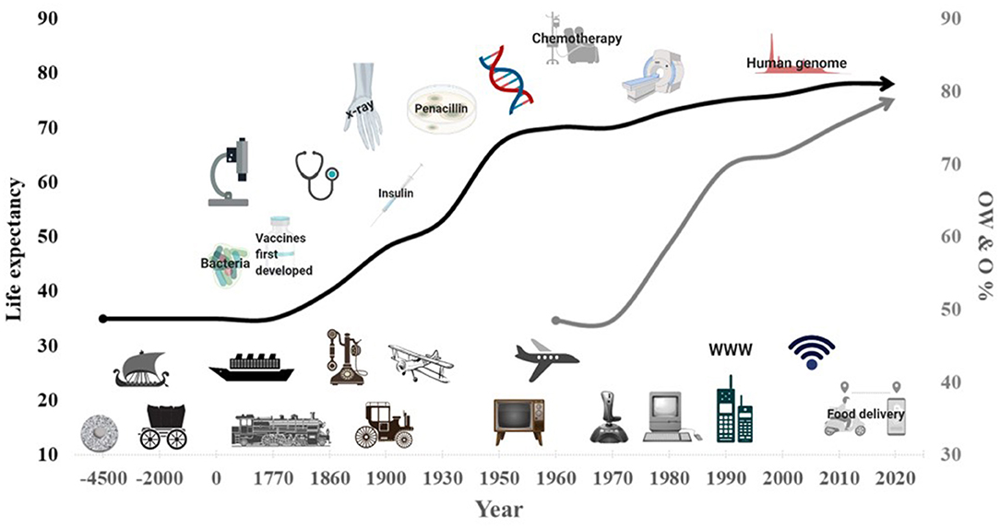 90
80
70
60
50
40
30
20
10
Life expectancy
90
80
70
60
50
40
30
OW & O %
Chemotherapy
Human genome
x-ray
Penacillin
Insulin
Bacteria
Vaccines
first
developed
WWW
Food delivery
-4500 -2000 0 1770 1860 1900 1930 1950 1960 1970 1980 1990 2000 2010 2020
Year